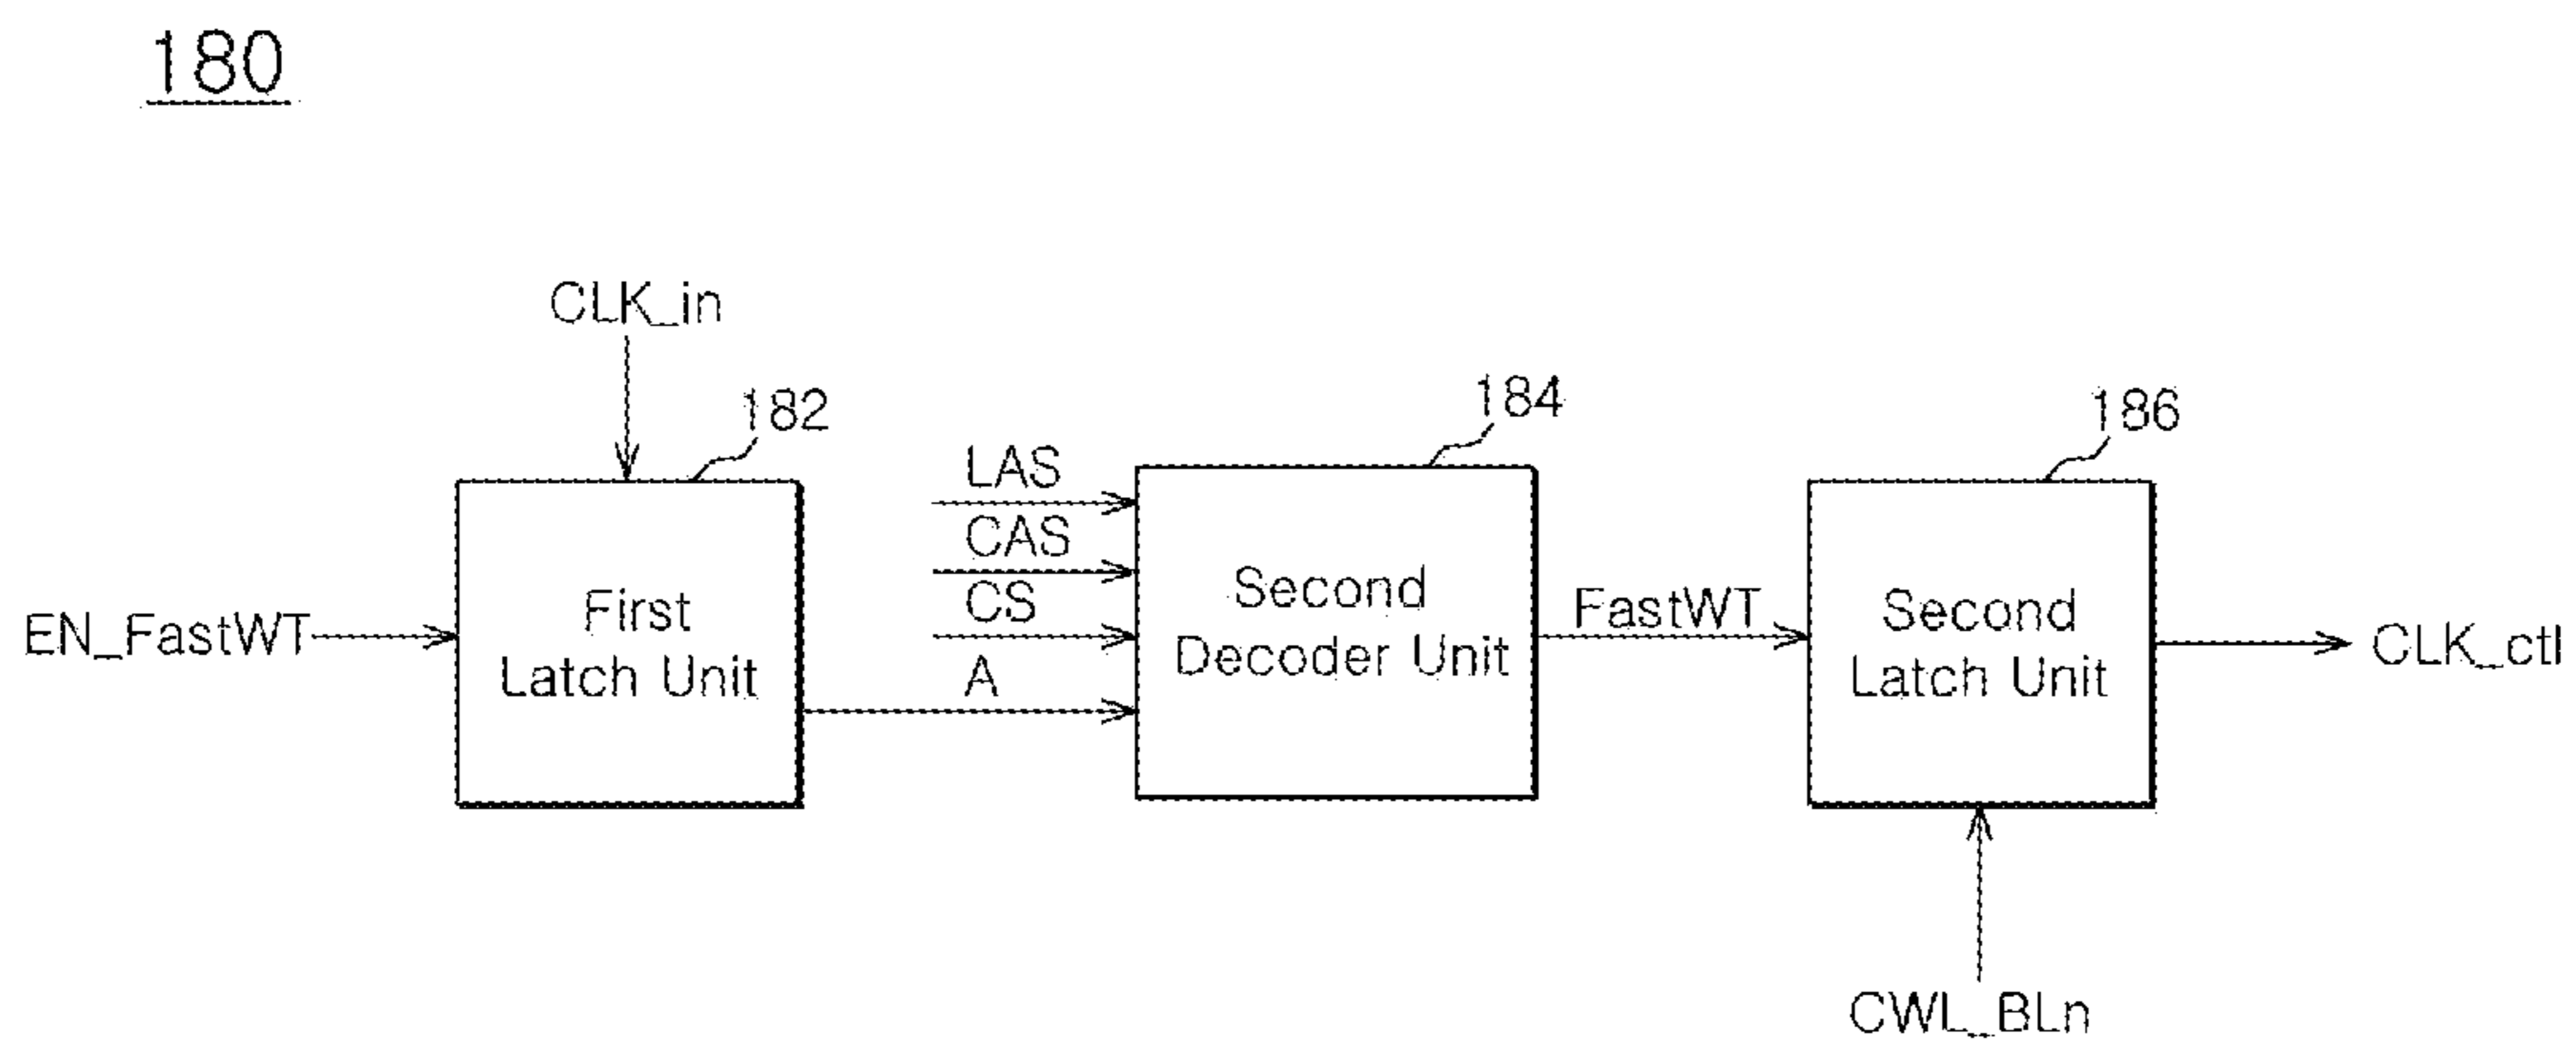 180
CLK_in
182
184
186
LAS
CAS
CS
A
EN_FastWT
First
Latch Unit
Second
Decoder Unit
FastWT
Second
Latch Unit
CLK_ctl
CWL_BLn